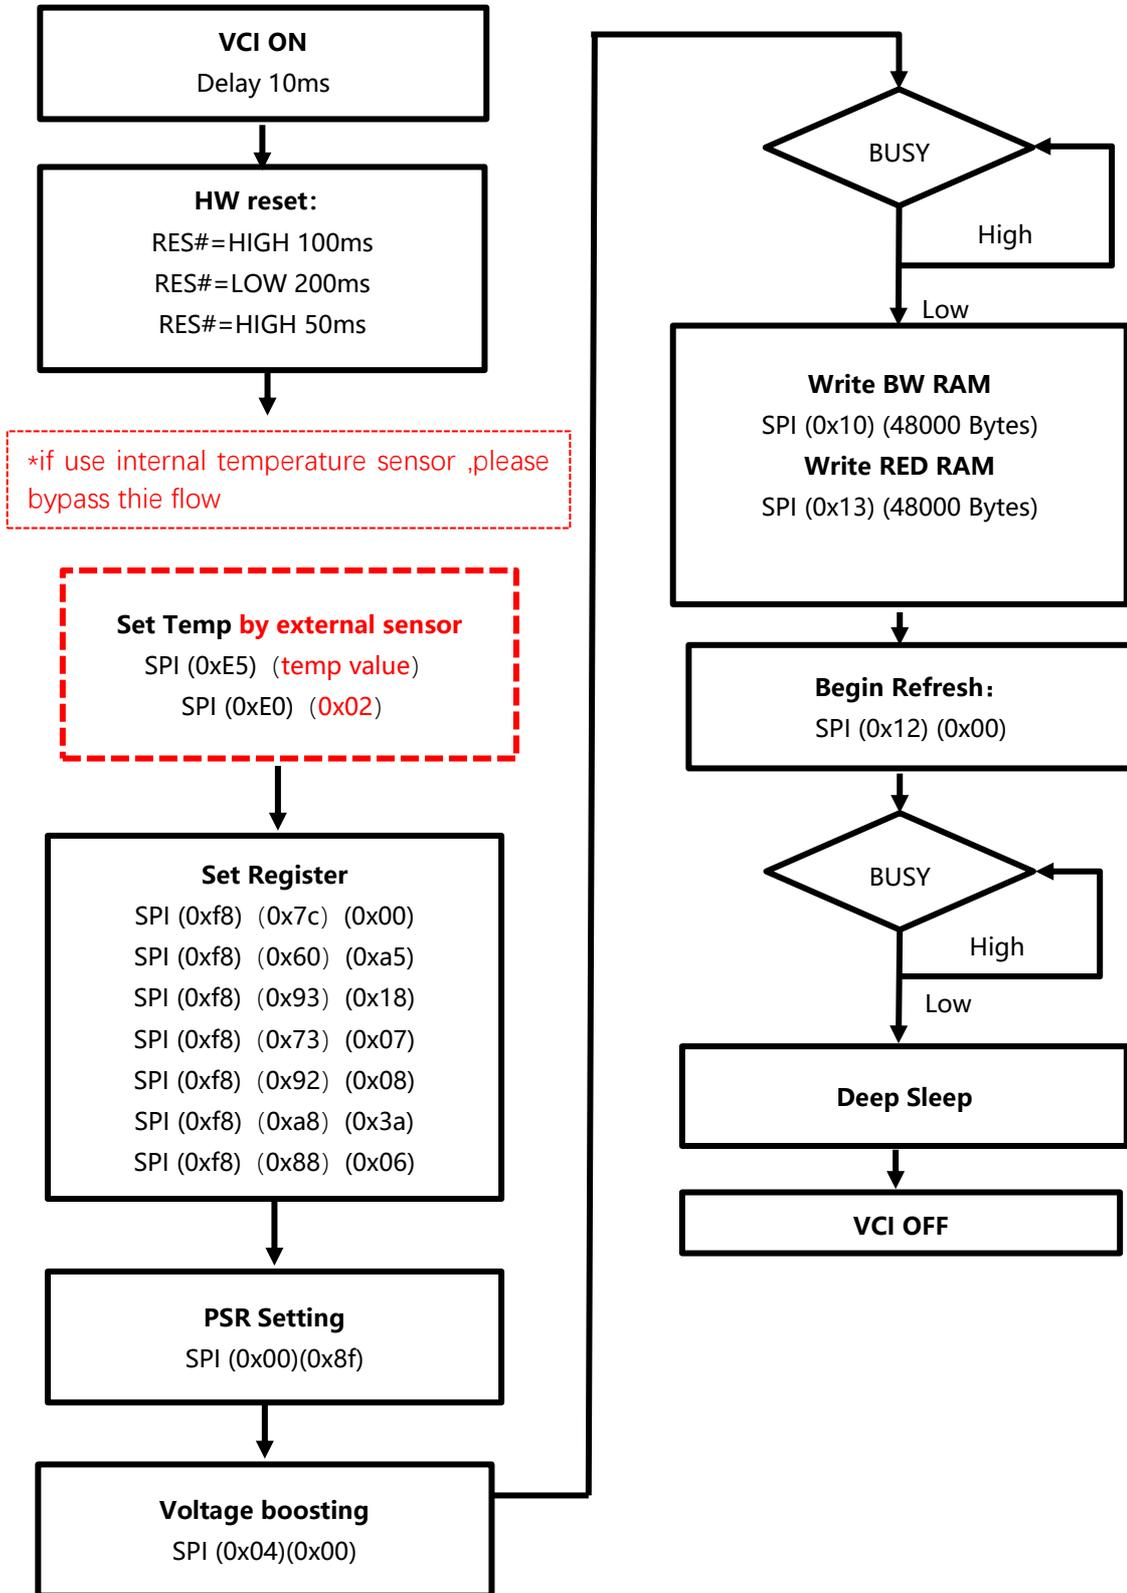 VCI ON
Delay 10ms
HW reset：
RES#=HIGH 100ms
RES#=LOW 200ms
RES#=HIGH 50ms
*if use internal temperature sensor ,please
bypass thie flow
Set Temp by external sensor
SPI (0xE5)（temp value）
SPI (0xE0)（0x02）
Set Register
SPI (0xf8)（0x7c）(0x00)
SPI (0xf8)（0x60）(0xa5)
SPI (0xf8)（0x93）(0x18)
SPI (0xf8)（0x73）(0x07)
SPI (0xf8)（0x92）(0x08)
SPI (0xf8)（0xa8）(0x3a)
SPI (0xf8)（0x88）(0x06)
PSR Setting
SPI (0x00)(0x8f)
Voltage boosting
SPI (0x04)(0x00)
BUSY
High
Low
Write BW RAM
SPI (0x10) (48000 Bytes)
Write RED RAM
SPI (0x13) (48000 Bytes)
Begin Refresh：
SPI (0x12) (0x00)
BUSY
High
Low
Deep Sleep
VCI OFF